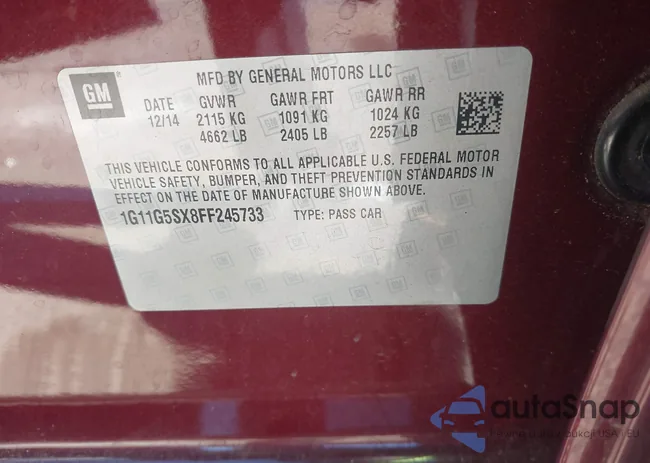 GM
MFD BY GENERAL MOTORS LLC
DATE GVWR GAWR FRT GAWR RR
12/14 2115 KG 1091 KG 1024 KG
4662 LB 2405 LB 2257 LB
THIS VEHICLE CONFORMS TO ALL APPLICABLE U.S. FEDERAL MOTOR
VEHICLE SAFETY, BUMPER, AND THEFT PREVENTION STANDARDS IN
EFFECT ON THE DATE OF MANUFACTURE SHOWN ABOVE.
1G11G5SX8FF245733 TYPE: PASS CAR
autoSnap